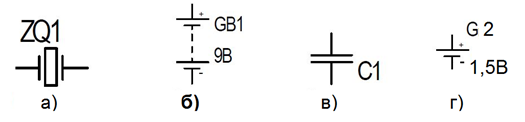 ZQ1
+ GB1
9В
-
C1
G 2
+
- 1,5В
а) б) в) г)